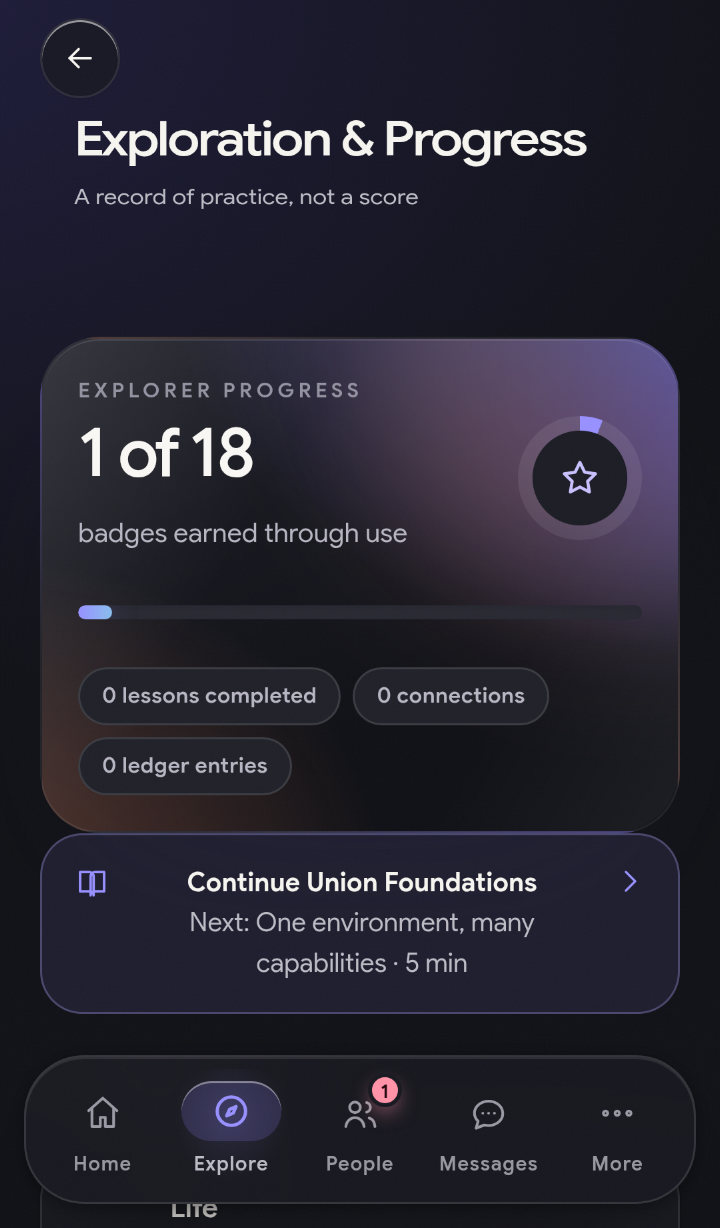 Exploration & Progress
A record of practice, not a score
EXPLORER PROGRESS
1 of 18
badges earned through use
0 lessons completed
0 connections
0 ledger entries
Continue Union Foundations
Next: One environment, many
capabilities · 5 min
1
Home
Explore
People
Messages
More
Life